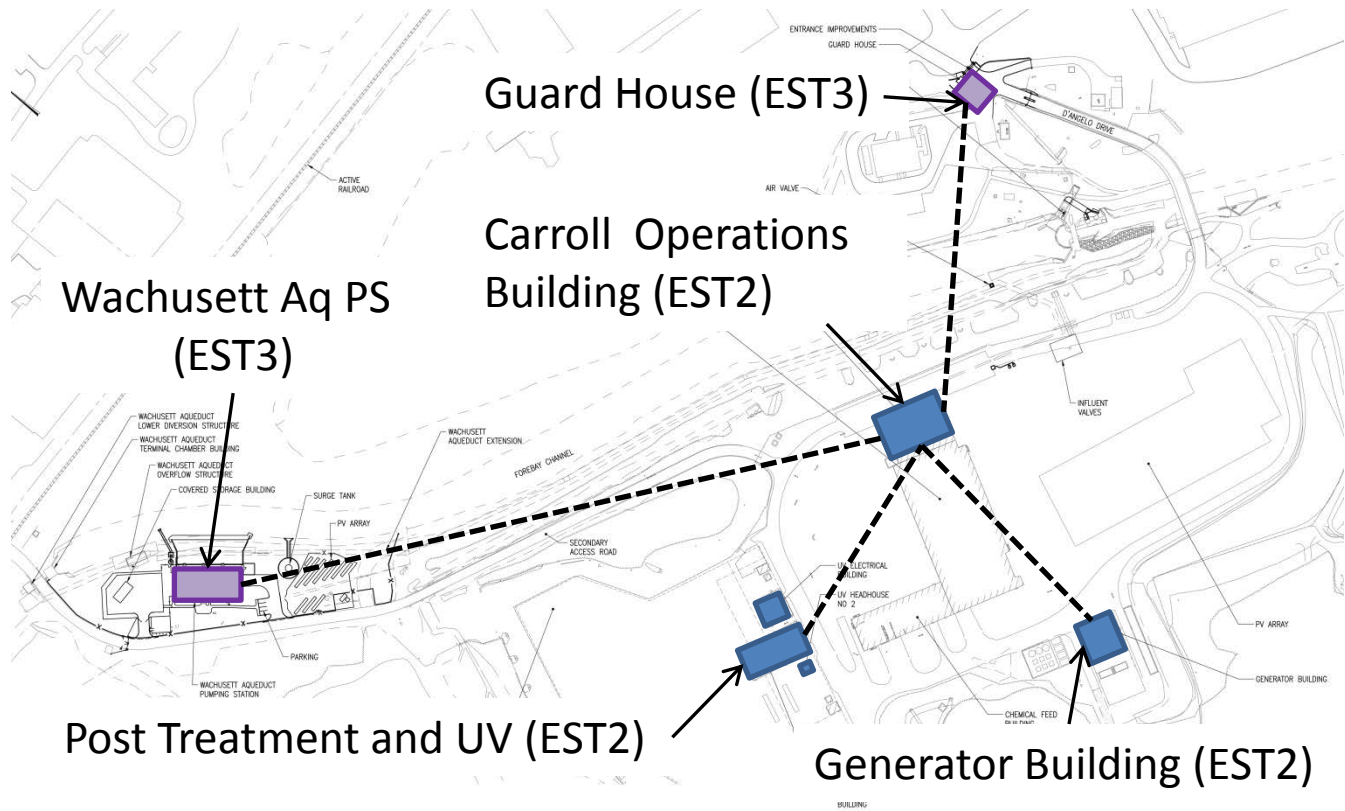 ENTRANCE IMPROVEMENTS
GUARD HOUSE
Guard House (EST3)
D'ANGELO DRIVE
ACTIVE
RAILROAD
AIR VALVE
Carroll Operations
Building (EST2)
Wachusett Aq PS
(EST3)
INFLUENT
VALVES
WACHUSETT AQUEDUCT
LOWER DIVERSION STRUCTURE
WACHUSETT AQUEDUCT
TERMINAL CHAMBER BUILDING
WACHUSETT AQUEDUCT
OVERFLOW STRUCTURE
COVERED STORAGE BUILDING
WACHUSETT
AQUEDUCT EXTENSION
FOREBAY CHANNEL
SURGE TANK
PV ARRAY
SECONDARY
ACCESS ROAD
UV ELECTRICAL
BUILDING
UV HEADHOUSE
NO 2
PV ARRAY
PARKING
WACHUSETT AQUEDUCT
PUMPING STATION
GENERATOR BUILDING
CHEMICAL FEED
BUILDING
Post Treatment and UV (EST2)
Generator Building (EST2)
BUILDING